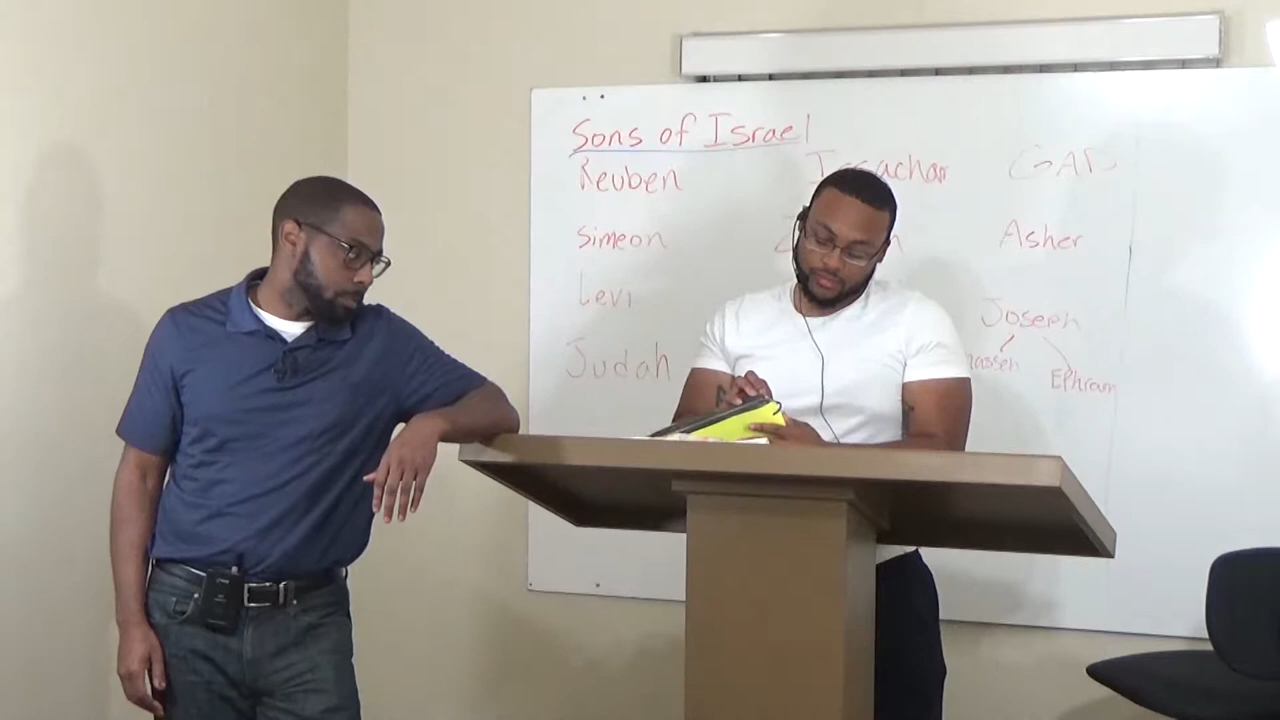 Sons of Israel
Reuben
Issachar
GAD
Simeon
Asher
Levi
Joseph
Judah
Ephraim